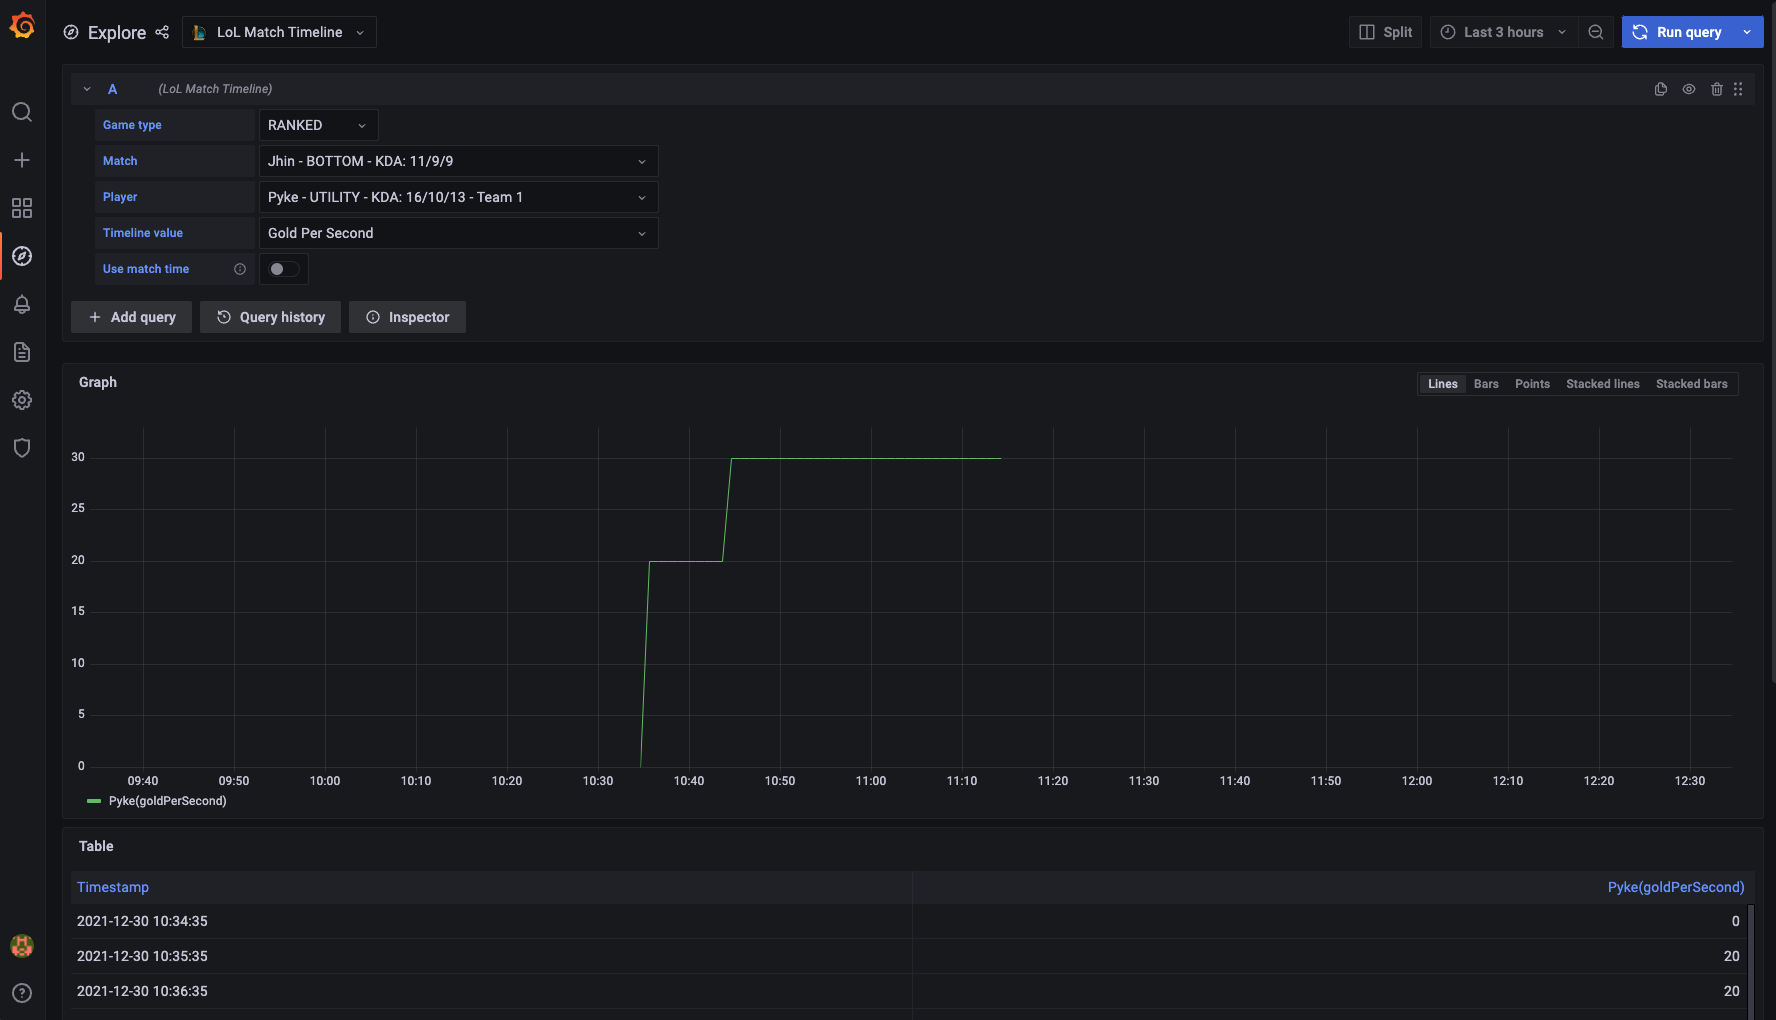 Explore
LoL Match Timeline
Split
Last 3 hours
Run query
A (LoL Match Timeline)
Game type RANKED
Match Jhin - BOTTOM - KDA: 11/9/9
Player Pyke - UTILITY - KDA: 16/10/13 - Team 1
Timeline value Gold Per Second
Use match time
Add query Query history Inspector
Graph
Lines Bars Points Stacked lines Stacked bars
30
25
20
15
10
5
0
09:40 09:50 10:00 10:10 10:20 10:30 10:40 10:50 11:00 11:10 11:20 11:30 11:40 11:50 12:00 12:10 12:20 12:30
Pyke(goldPerSecond)
Table
Timestamp Pyke(goldPerSecond)
2021-12-30 10:34:35 0
2021-12-30 10:35:35 20
2021-12-30 10:36:35 20